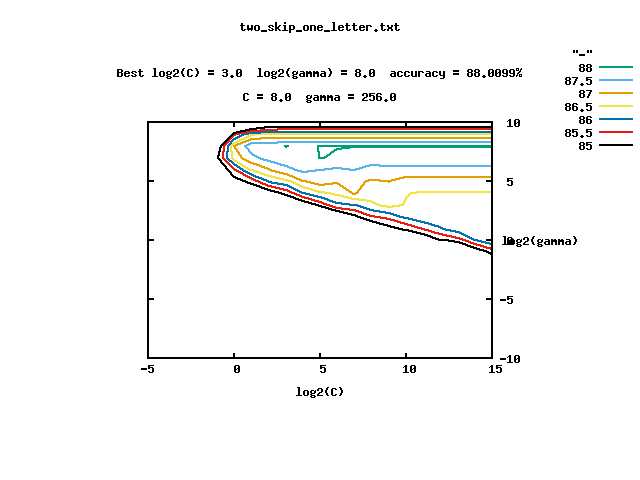 two_skip_one_letter.txt
"_"
Best log2(C) = 3.0 log2(gamma) = 8.0 accuracy = 88.0099%
C = 8.0 gamma = 256.0
88
87.5
87
86.5
86
85.5
85
10
5
0
-5
-10
log2(gamma)
-5 0 5 10 15
log2(C)